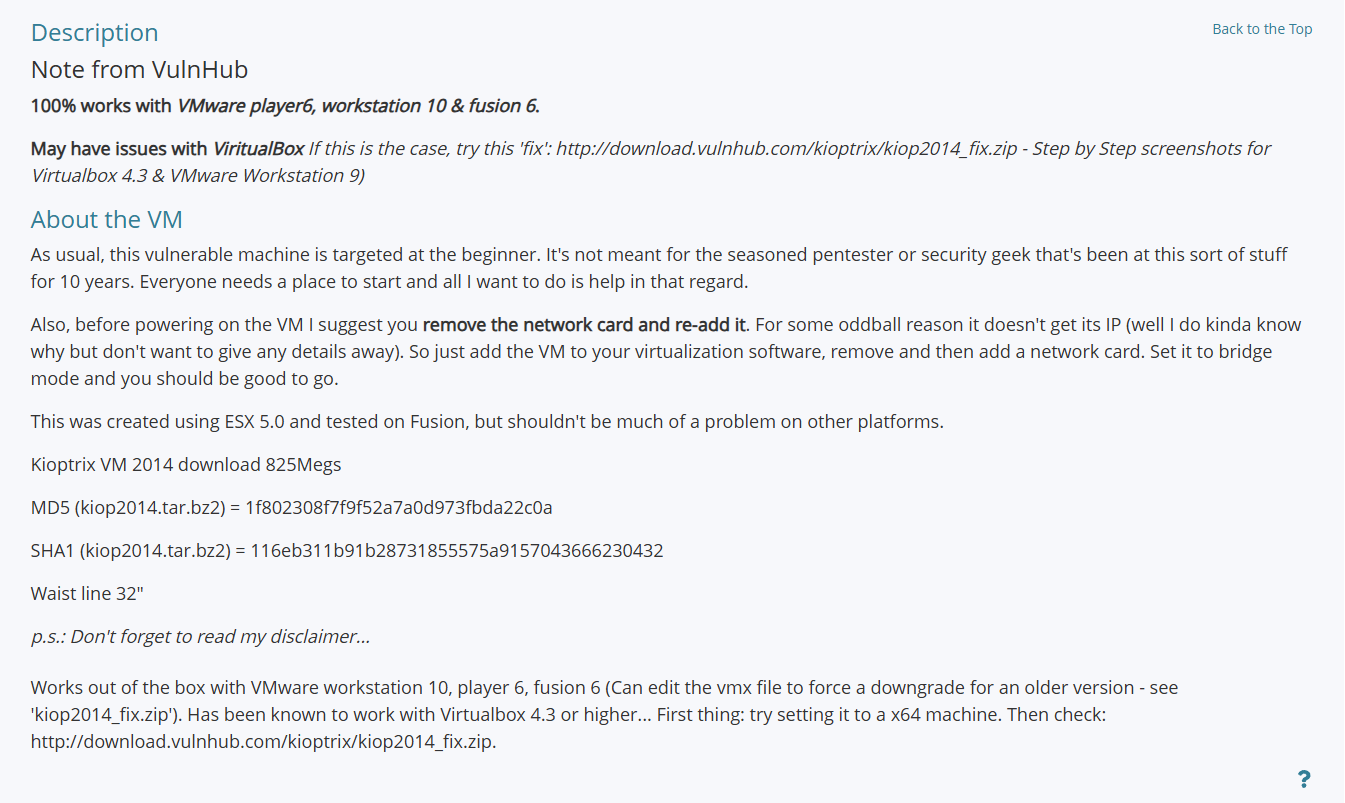 Description
Back to the Top
Note from VulnHub
100% works with VMware player6, workstation 10 & fusion 6.
May have issues with ViritualBox If this is the case, try this 'fix': http://download.vulnhub.com/kioptrix/kiop2014_fix.zip - Step by Step screenshots for
Virtualbox 4.3 & VMware Workstation 9)
About the VM
As usual, this vulnerable machine is targeted at the beginner. It's not meant for the seasoned pentester or security geek that's been at this sort of stuff
for 10 years. Everyone needs a place to start and all I want to do is help in that regard.
Also, before powering on the VM I suggest you remove the network card and re-add it. For some oddball reason it doesn't get its IP (well I do kinda know
why but don't want to give any details away). So just add the VM to your virtualization software, remove and then add a network card. Set it to bridge
mode and you should be good to go.
This was created using ESX 5.0 and tested on Fusion, but shouldn't be much of a problem on other platforms.
Kioptrix VM 2014 download 825Megs
MD5 (kiop2014.tar.bz2) = 1f802308f7f9f52a7a0d973fbda22c0a
SHA1 (kiop2014.tar.bz2) = 116eb311b91b28731855575a9157043666230432
Waist line 32"
p.s.: Don't forget to read my disclaimer...
Works out of the box with VMware workstation 10, player 6, fusion 6 (Can edit the vmx file to force a downgrade for an older version - see
'kiop2014_fix.zip'). Has been known to work with Virtualbox 4.3 or higher... First thing: try setting it to a x64 machine. Then check:
http://download.vulnhub.com/kioptrix/kiop2014_fix.zip.
?